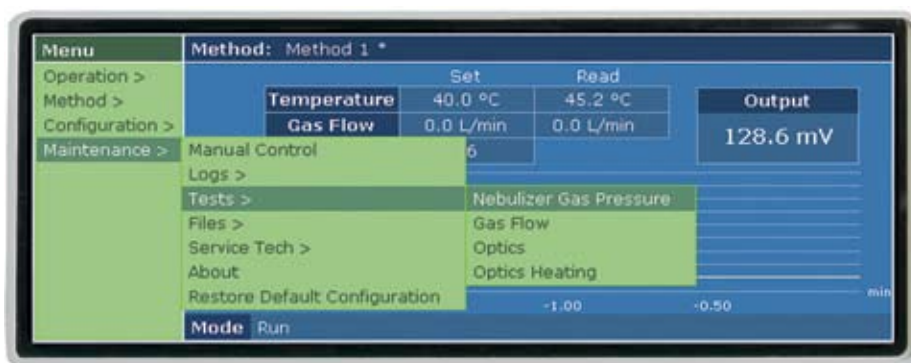 Menu
Method: Method 1 *
Operation >
Method >
Configuration >
Maintenance >
Set Read
Temperature 40.0 °C 45.2 °C
Gas Flow 0.0 L/min 0.0 L/min
6
Output
128.6 mV
Manual Control
Logs >
Tests >
Files >
Service Tech >
About
Restore Default Configuration
Nebulizer Gas Pressure
Gas Flow
Optics
Optics Heating
-1.00 -0.50 min
Mode Run